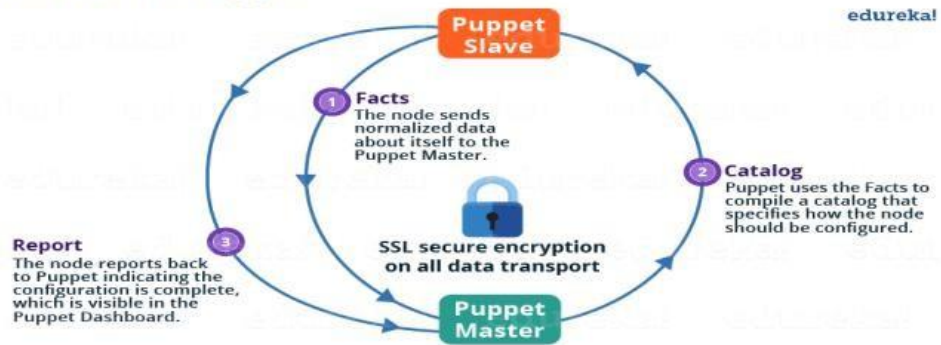 Puppet
Slave
edureka!
1
Facts
The node sends
normalized data
about itself to the
Puppet Master.
2
Catalog
Puppet uses the Facts to
compile a catalog that
specifies how the node
should be configured.
SSL secure encryption
on all data transport
3
Report
The node reports back
to Puppet indicating the
configuration is complete,
which is visible in the
Puppet Dashboard.
Puppet
Master